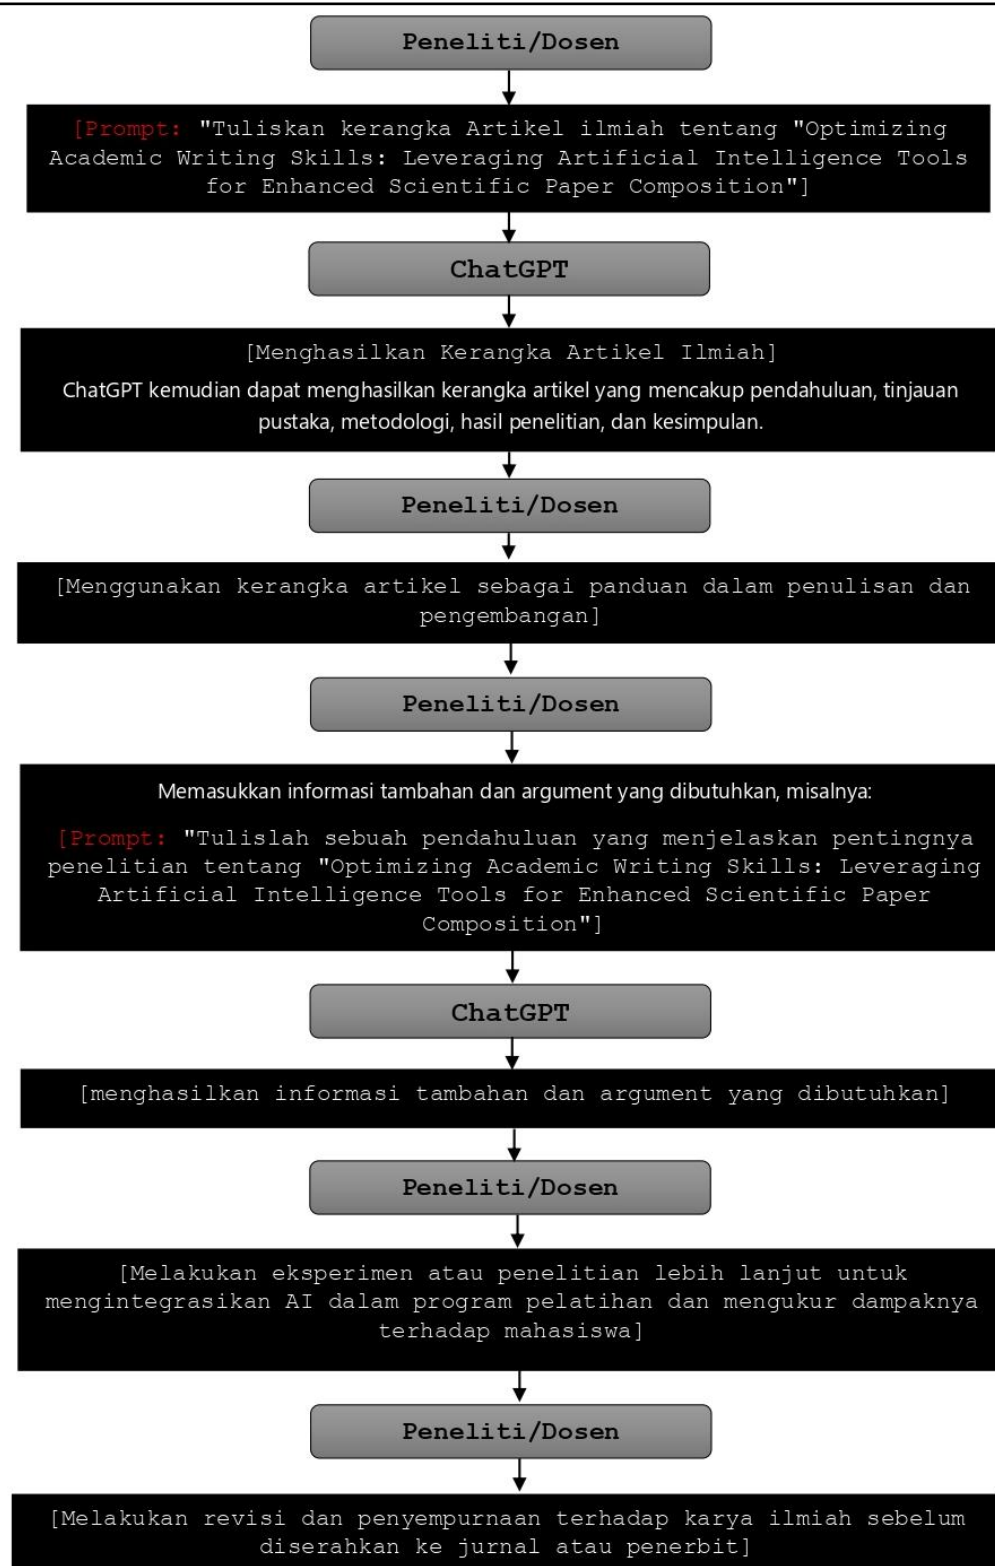 Peneliti/Dosen
[Prompt: "Tuliskan kerangka Artikel ilmiah tentang "Optimizing
Academic Writing Skills: Leveraging Artificial Intelligence Tools
for Enhanced Scientific Paper Composition"]
ChatGPT
[Menghasilkan Kerangka Artikel Ilmiah]
ChatGPT kemudian dapat menghasilkan kerangka artikel yang mencakup pendahuluan, tinjauan
pustaka, metodologi, hasil penelitian, dan kesimpulan.
Peneliti/Dosen
[Menggunakan kerangka artikel sebagai panduan dalam penulisan dan
pengembangan]
Peneliti/Dosen
Memasukkan informasi tambahan dan argument yang dibutuhkan, misalnya:
[Prompt: "Tulislah sebuah pendahuluan yang menjelaskan pentingnya
penelitian tentang "Optimizing Academic Writing Skills: Leveraging
Artificial Intelligence Tools for Enhanced Scientific Paper
Composition"]
ChatGPT
[menghasilkan informasi tambahan dan argument yang dibutuhkan]
Peneliti/Dosen
[Melakukan eksperimen atau penelitian lebih lanjut untuk
mengintegrasikan AI dalam program pelatihan dan mengukur dampaknya
terhadap mahasiswa]
Peneliti/Dosen
[Melakukan revisi dan penyempurnaan terhadap karya ilmiah sebelum
diserahkan ke jurnal atau penerbit]